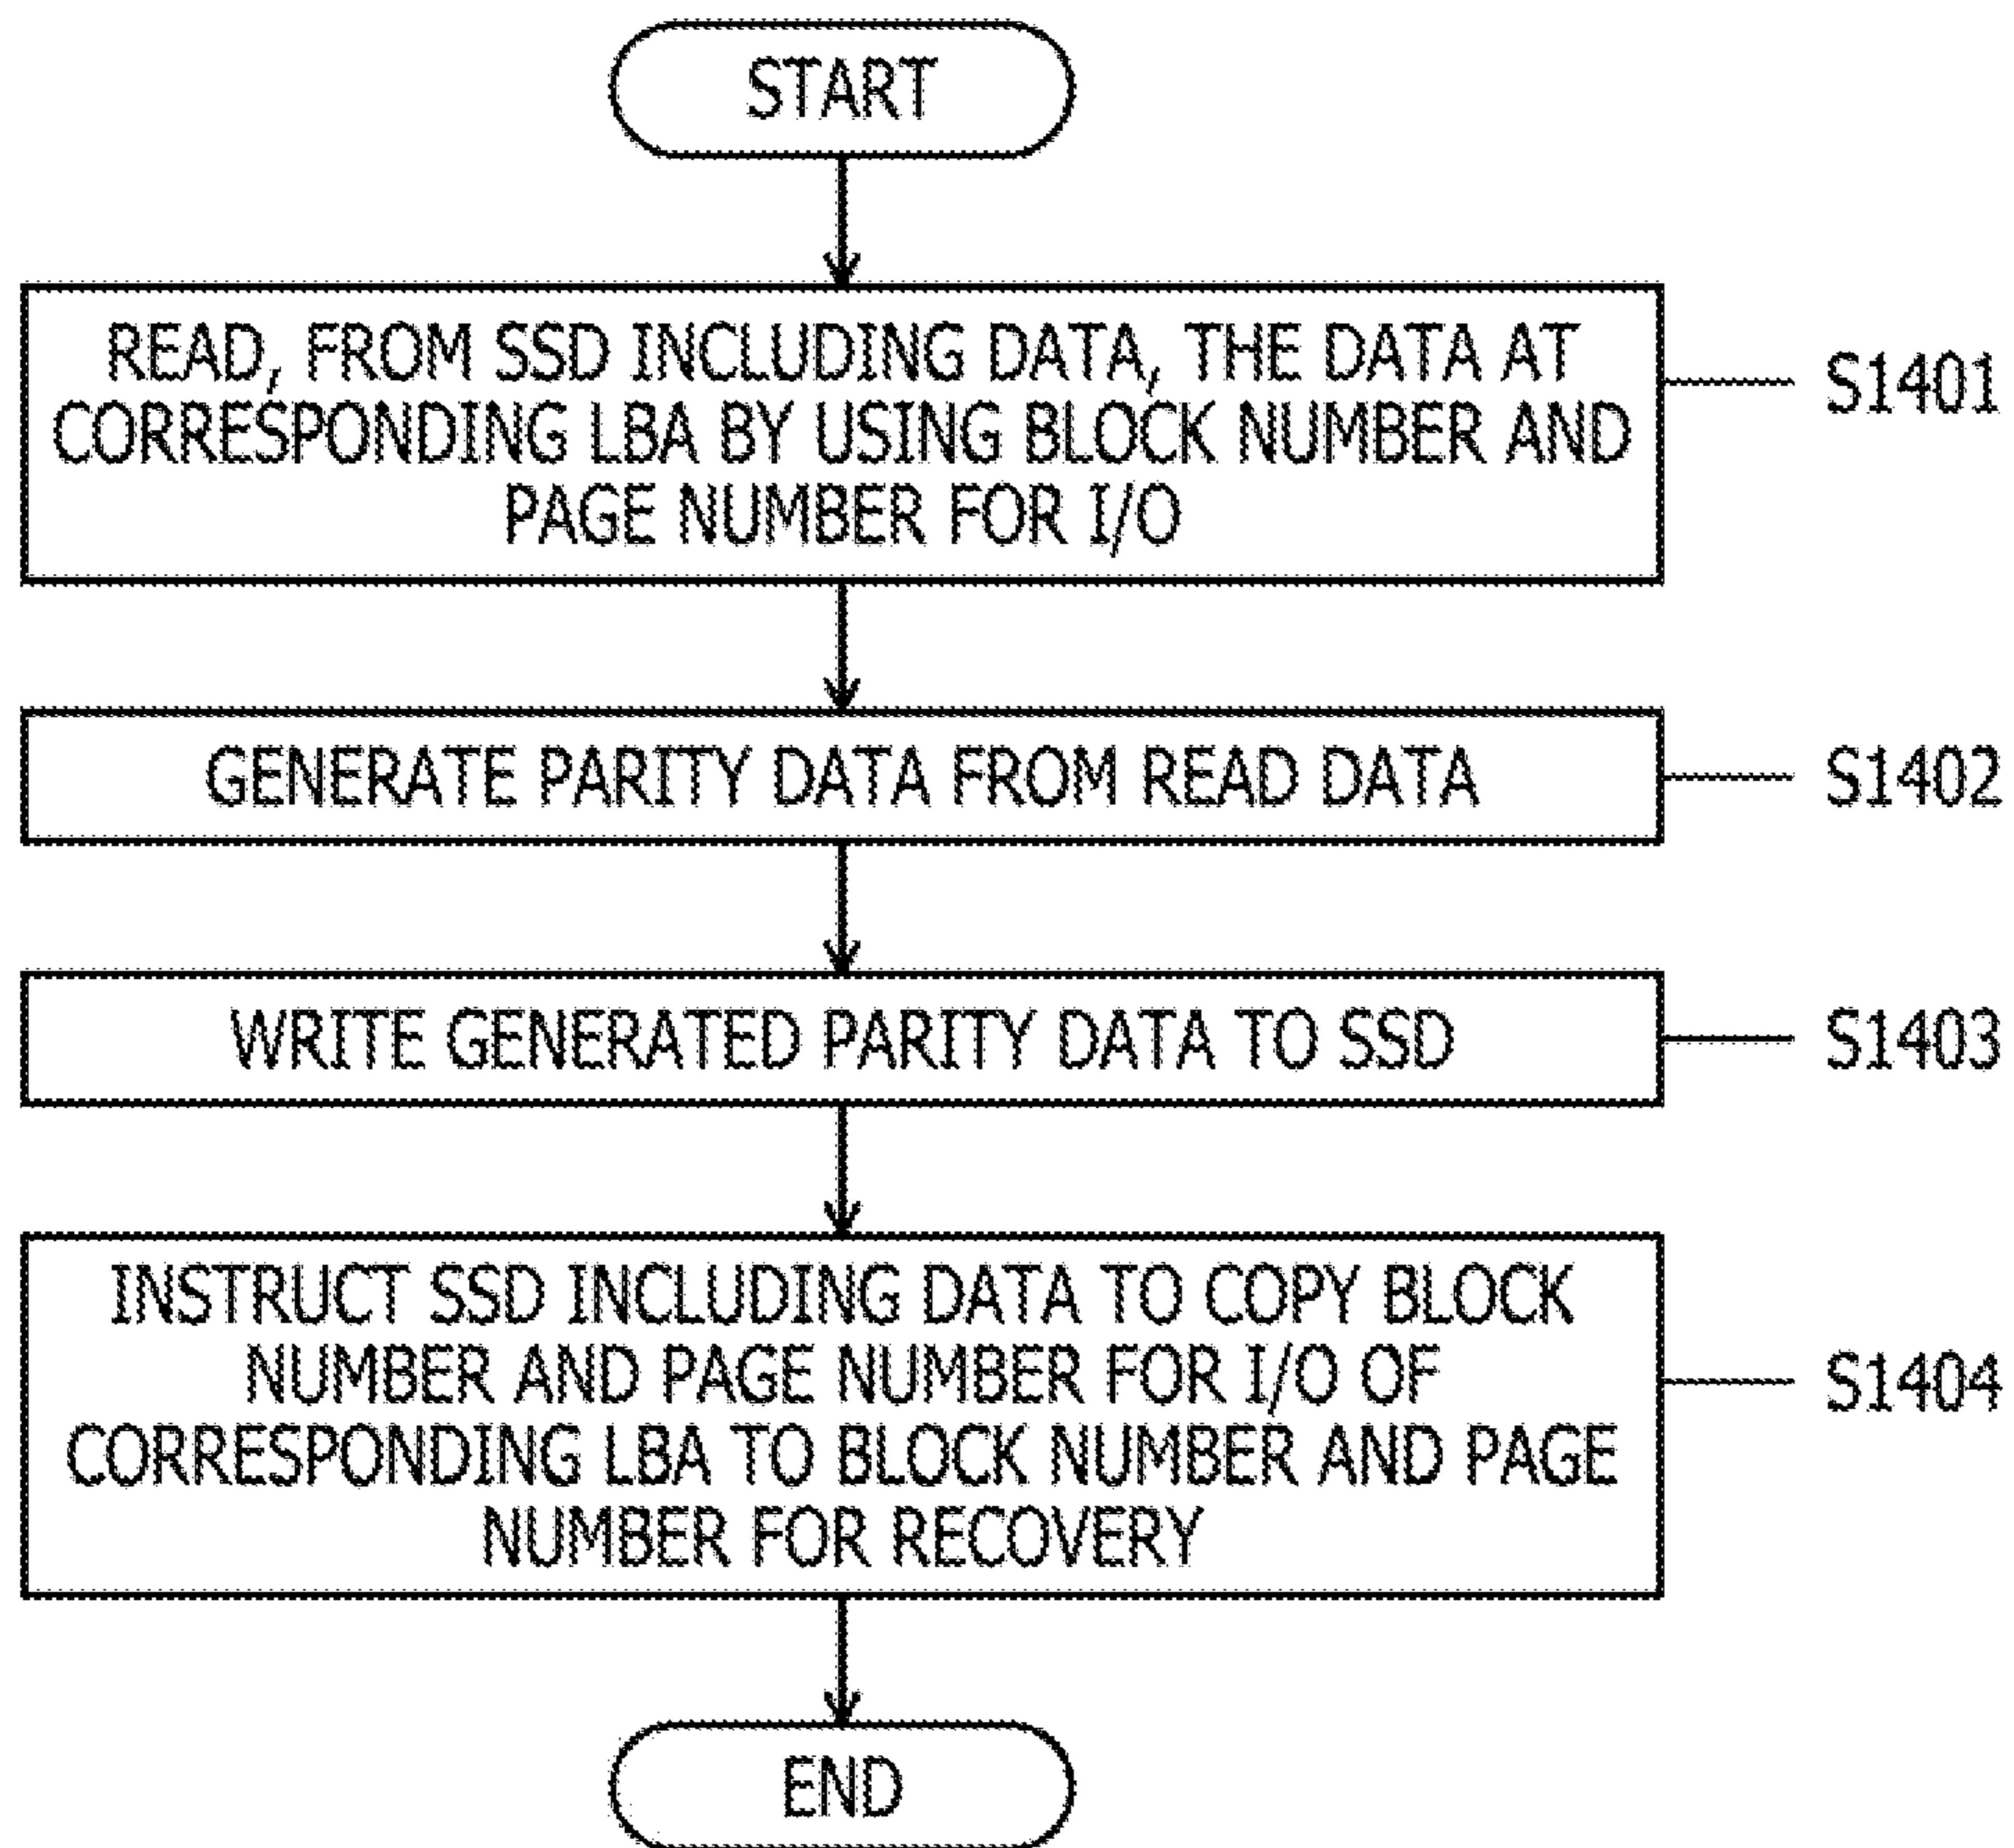 START
READ, FROM SSD INCLUDING DATA, THE DATA AT
CORRESPONDING LBA BY USING BLOCK NUMBER AND
PAGE NUMBER FOR I/O
S1401
GENERATE PARITY DATA FROM READ DATA
S1402
WRITE GENERATED PARITY DATA TO SSD
S1403
INSTRUCT SSD INCLUDING DATA TO COPY BLOCK
NUMBER AND PAGE NUMBER FOR I/O OF
CORRESPONDING LBA TO BLOCK NUMBER AND PAGE
NUMBER FOR RECOVERY
S1404
END